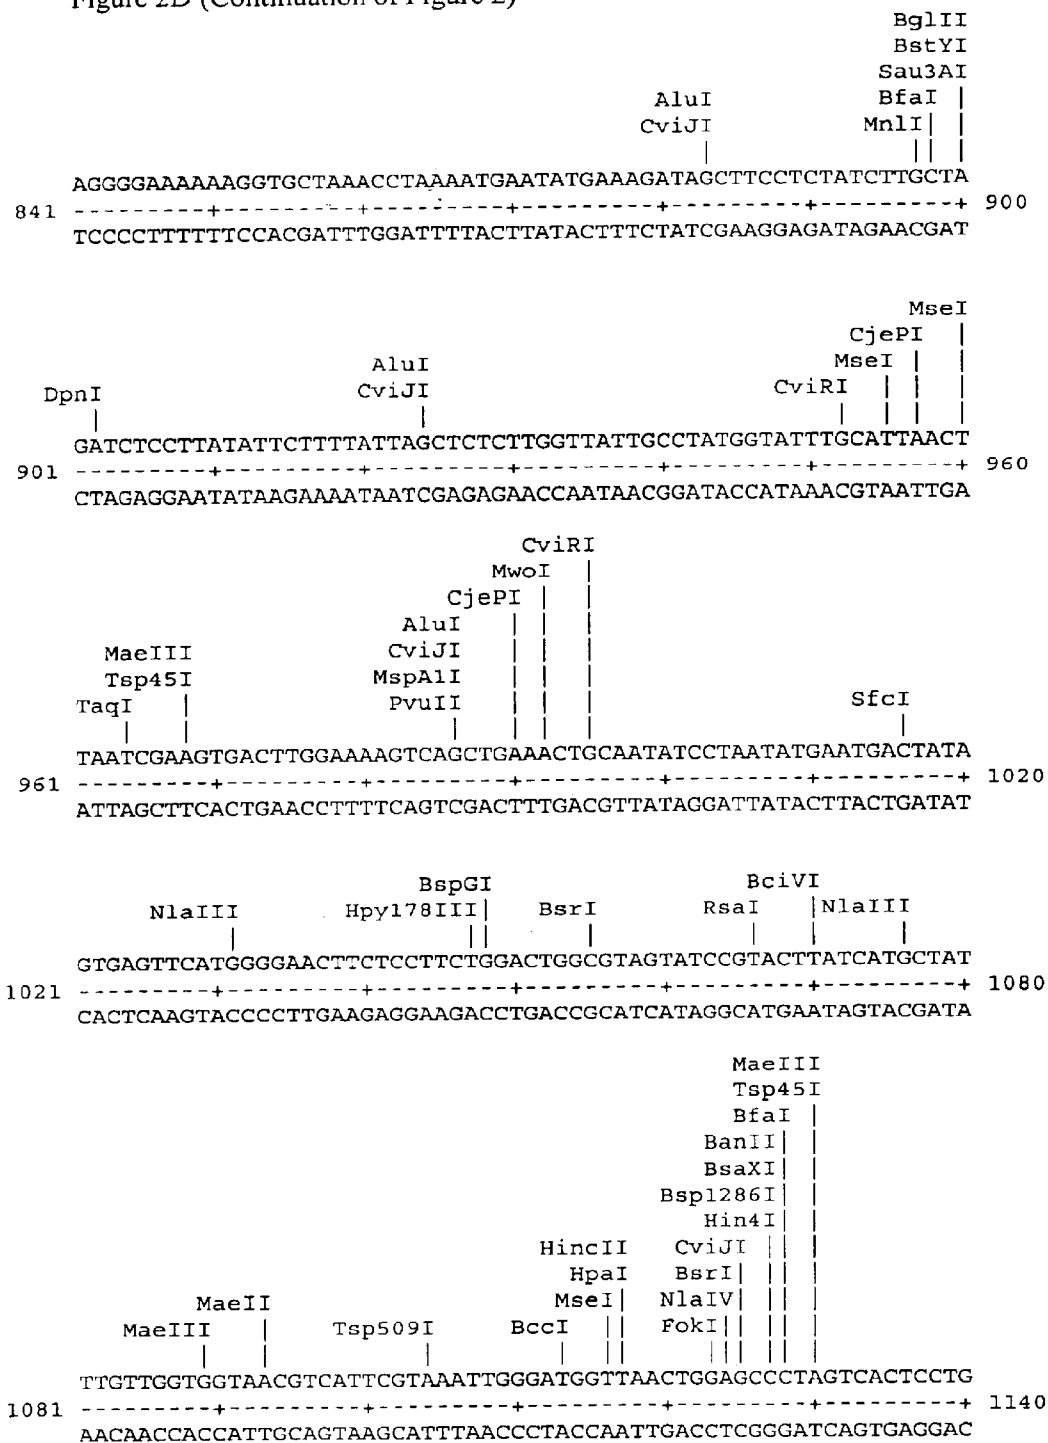 Figure 2D (Continuation of Figure 2)
BglII
BstYI
Sau3AI
AluI BfaI |
CviJI MnlI| |
| || |
AGGGGAAAAAAAGGTGCTAAACCTAAAATGAATATGAAAGATAGCTTCCTCTATCTTGCTA
841 ---------+---------+---------+---------+---------+---------+ 900
TCCCCTTTTTTCCACGATTTGGATTTTACTTATACTTTCTATCGAAGGAGATAGAACGAT
MseI
CjePI |
AluI MseI | |
DpnI CviJI CviRI | | |
| | | | | |
GATCTCCTTATATTCTTTTATTAGCTCTCTTGGTTATTGCCTATGGTATTTGCATTAACT
901 ---------+---------+---------+---------+---------+---------+ 960
CTAGAGGAATATAAGAAAATAATCGAGAGAACCAATAACGGATACCATAAACGTAATTGA
CviRI
MwoI |
CjePI | |
AluI | | |
MaeIII CviJI | | |
Tsp45I MspA1I | | |
TaqI | PvuII | | | SfcI
| | | | | | |
TAATCGAAGTGACTTGGAAAAGTCAGCTGAAACTGCAATATCCTAATATGAATGACTATA
961 ---------+---------+---------+---------+---------+---------+ 1020
ATTAGCTTCACTGAACCTTTTCAGTCGACTTTGACGTTATAGGATTATACTTACTGATAT
BspGI BciVI
NlaIII Hpy178III| BsrI RsaI |NlaIII
| || | | | |
GTGAGTTCATGGGGAACTTCTCCTTCTGGACTGGCGTAGTATCCGTACTTATCATGCTAT
1021 ---------+---------+---------+---------+---------+---------+ 1080
CACTCAAGTACCCCTTGAAGAGGAAGACCTGACCGCATCATAGGCATGAATAGTACGATA
MaeIII
Tsp45I
BfaI |
BanII| |
BsaXI| |
Bsp1286I| |
Hin4I| |
HincII CviJI || |
HpaI BsrI| || |
MaeII MseI| NlaIV| || |
MaeIII | Tsp509I BccI || FokI|| || |
| | | | || ||| || |
TTGTTGGTGGTAACGTCATTCGTAAATTGGGATGGTTAACTGGAGCCCTAGTCACTCCTG
1081 ---------+---------+---------+---------+---------+---------+ 1140
AACAACCACCATTGCAGTAAGCATTTAACCCTACCAATTGACCTCGGGATCAGTGAGGAC